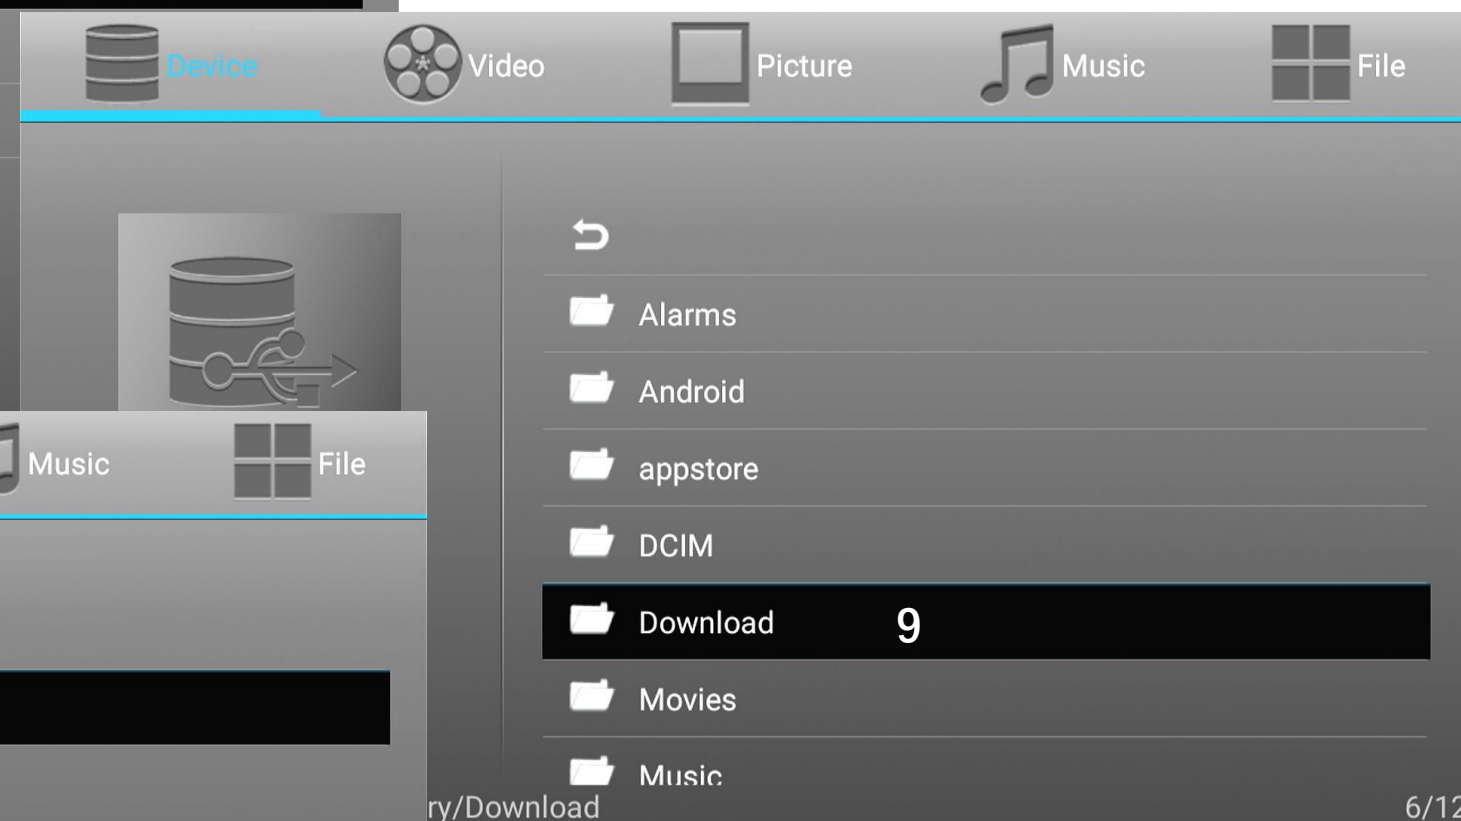 Device
Video
Picture
Music
File
Alarms
Android
appstore
DCIM
Download 9
Movies
Music
Music
File
ry/Download
6/12